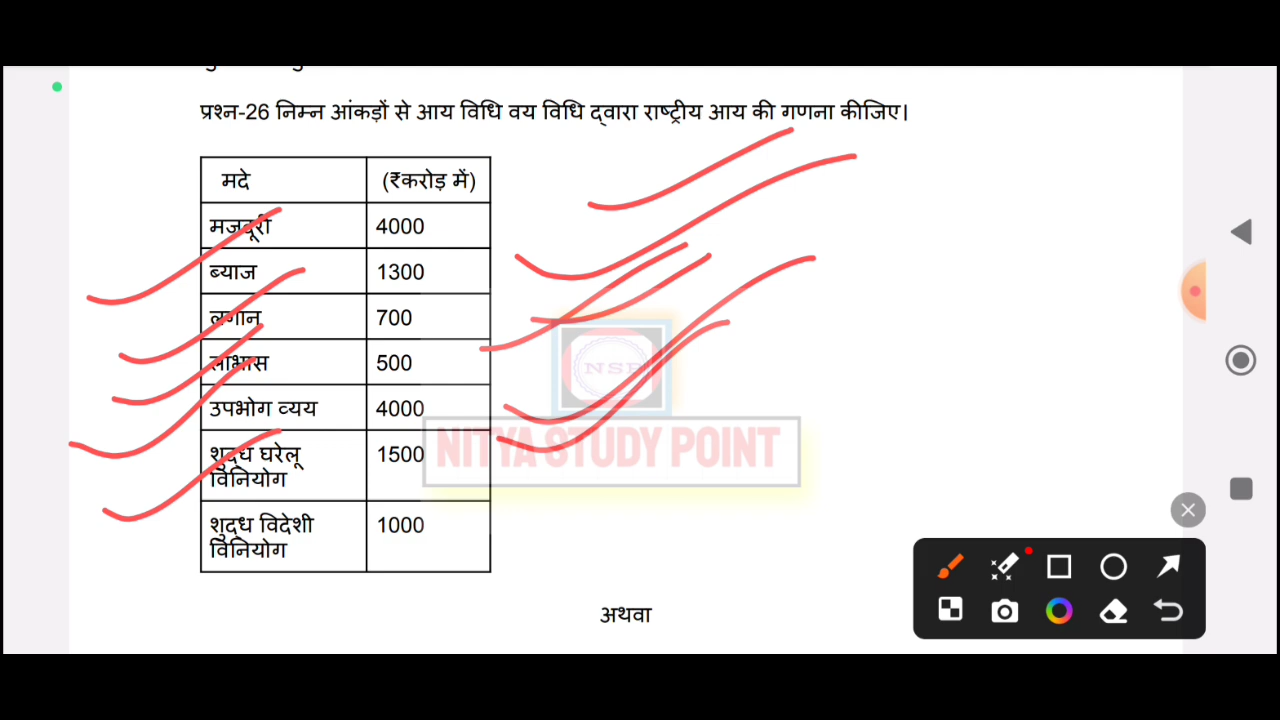 प्रश्न-26 निम्न आंकड़ों से आय विधि वय विधि द्वारा राष्ट्रीय आय की गणना कीजिए।
मदे (₹करोड़ में)
मजदूरी 4000
ब्याज 1300
लगान 700
लाभास 500
उपभोग व्यय 4000
शुद्ध घरेलू 1500
विनियोग
शुद्ध विदेशी 1000
विनियोग
NSP
NITYA STUDY POINT
अथवा